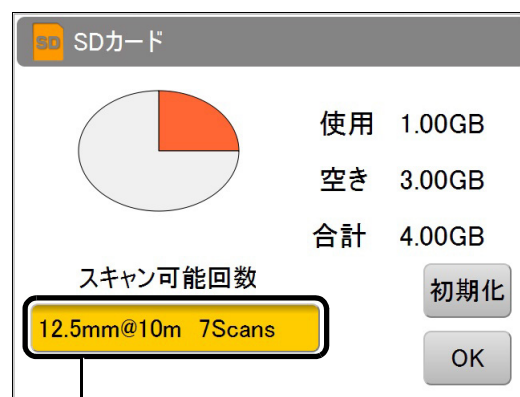 SD SDカード
使用 1.00GB
空き 3.00GB
合計 4.00GB
スキャン可能回数
初期化
12.5mm@10m 7Scans
OK